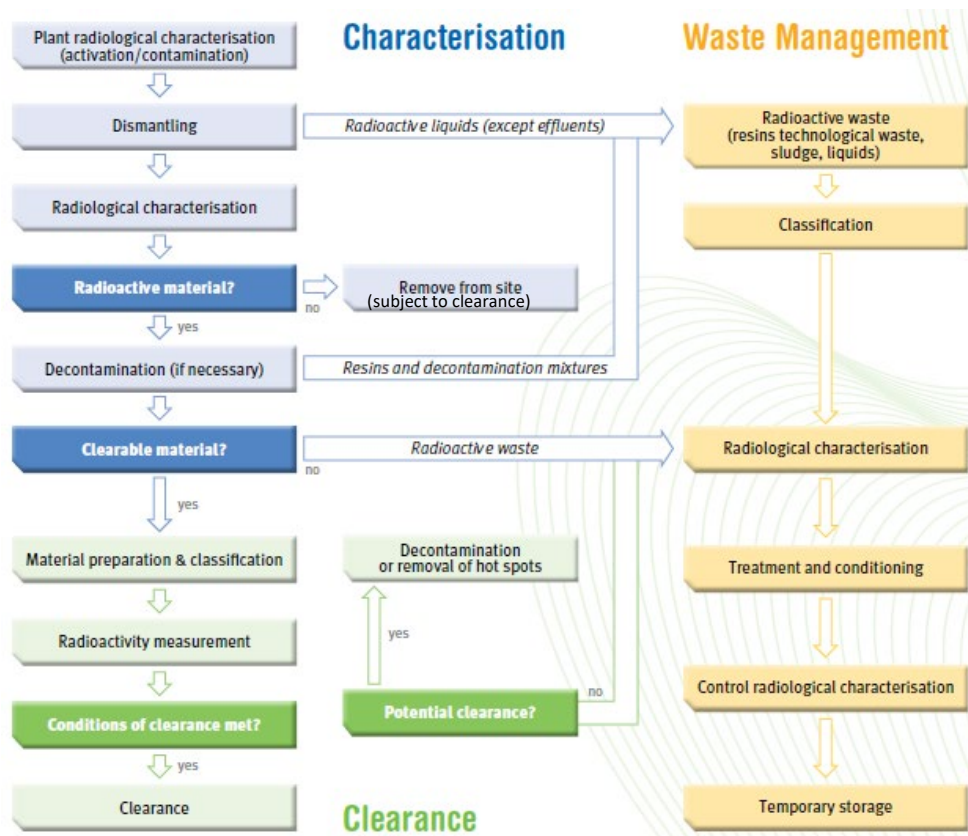 Characterisation
Waste Management
Plant radiological characterisation
(activation/contamination)
Dismantling
Radioactive liquids (except effluents)
Radioactive waste
(resins technological waste,
sludge, liquids)
Radiological characterisation
Classification
Radioactive material?
no
Remove from site
(subject to clearance)
yes
Decontamination (if necessary)
Resins and decontamination mixtures
Clearable material?
no
Radioactive waste
Radiological characterisation
yes
Material preparation & classification
Decontamination
or removal of hot spots
Treatment and conditioning
Radioactivity measurement
yes
Conditions of clearance met?
Potential clearance?
no
Control radiological characterisation
yes
Clearance
Clearance
Temporary storage